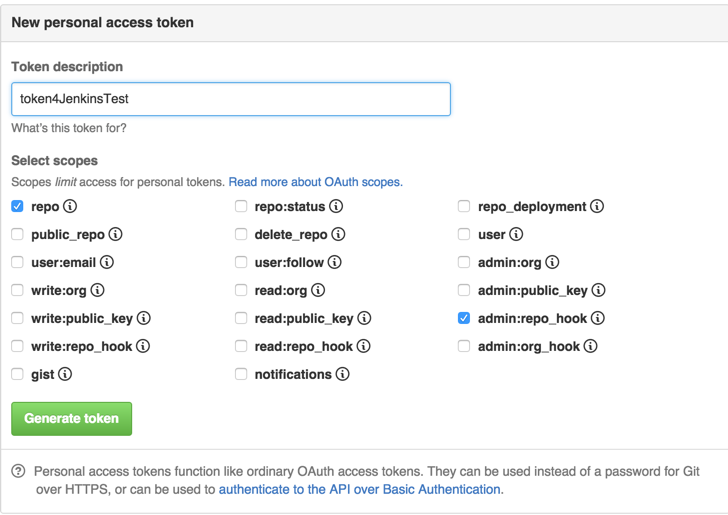 New personal access token
Token description
token4JenkinsTest
What's this token for?
Select scopes
Scopes limit access for personal tokens. Read more about OAuth scopes.
repo repo:status repo_deployment
public_repo delete_repo user
user:email user:follow admin:org
write:org read:org admin:public_key
write:public_key read:public_key admin:repo_hook
write:repo_hook read:repo_hook admin:org_hook
gist notifications
Generate token
Personal access tokens function like ordinary OAuth access tokens. They can be used instead of a password for Git
over HTTPS, or can be used to authenticate to the API over Basic Authentication.